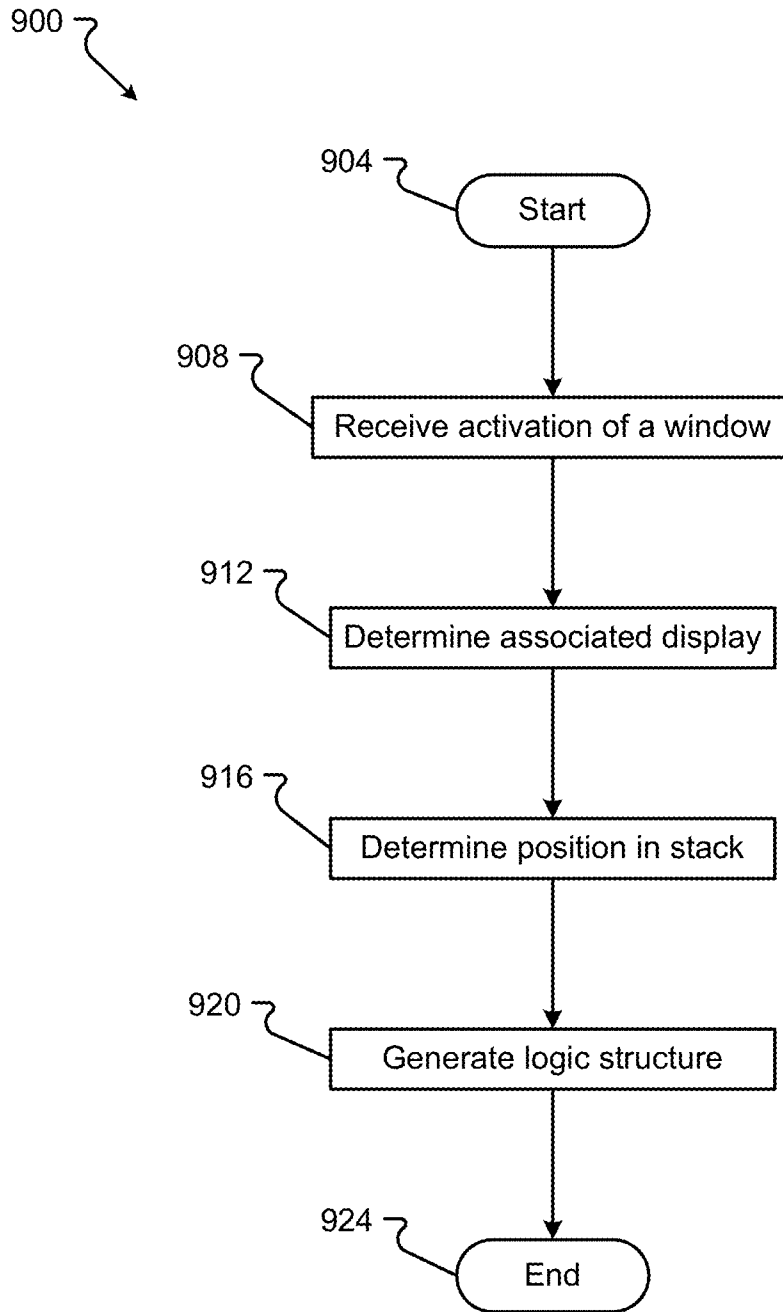 900
904
Start
908
Receive activation of a window
912
Determine associated display
916
Determine position in stack
920
Generate logic structure
924
End